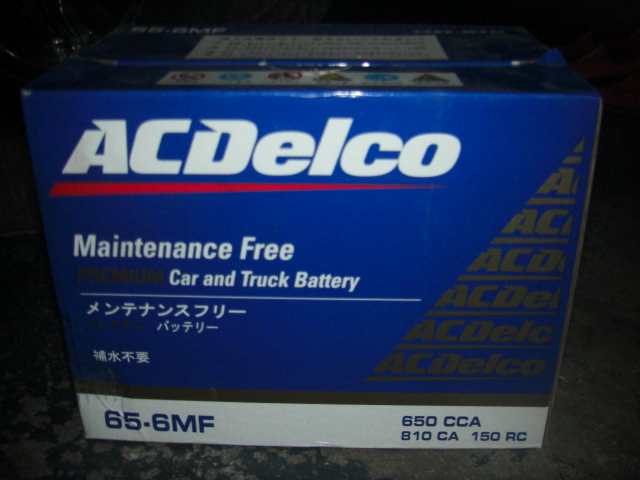 65-6MF
ACDelco
Maintenance Free
PREMIUM Car and Truck Battery
メンテナンスフリー
プレミアム バッテリー
補水不要
ACDelco
ACDelco
65-6MF
650 CCA
810 CA 150 RC